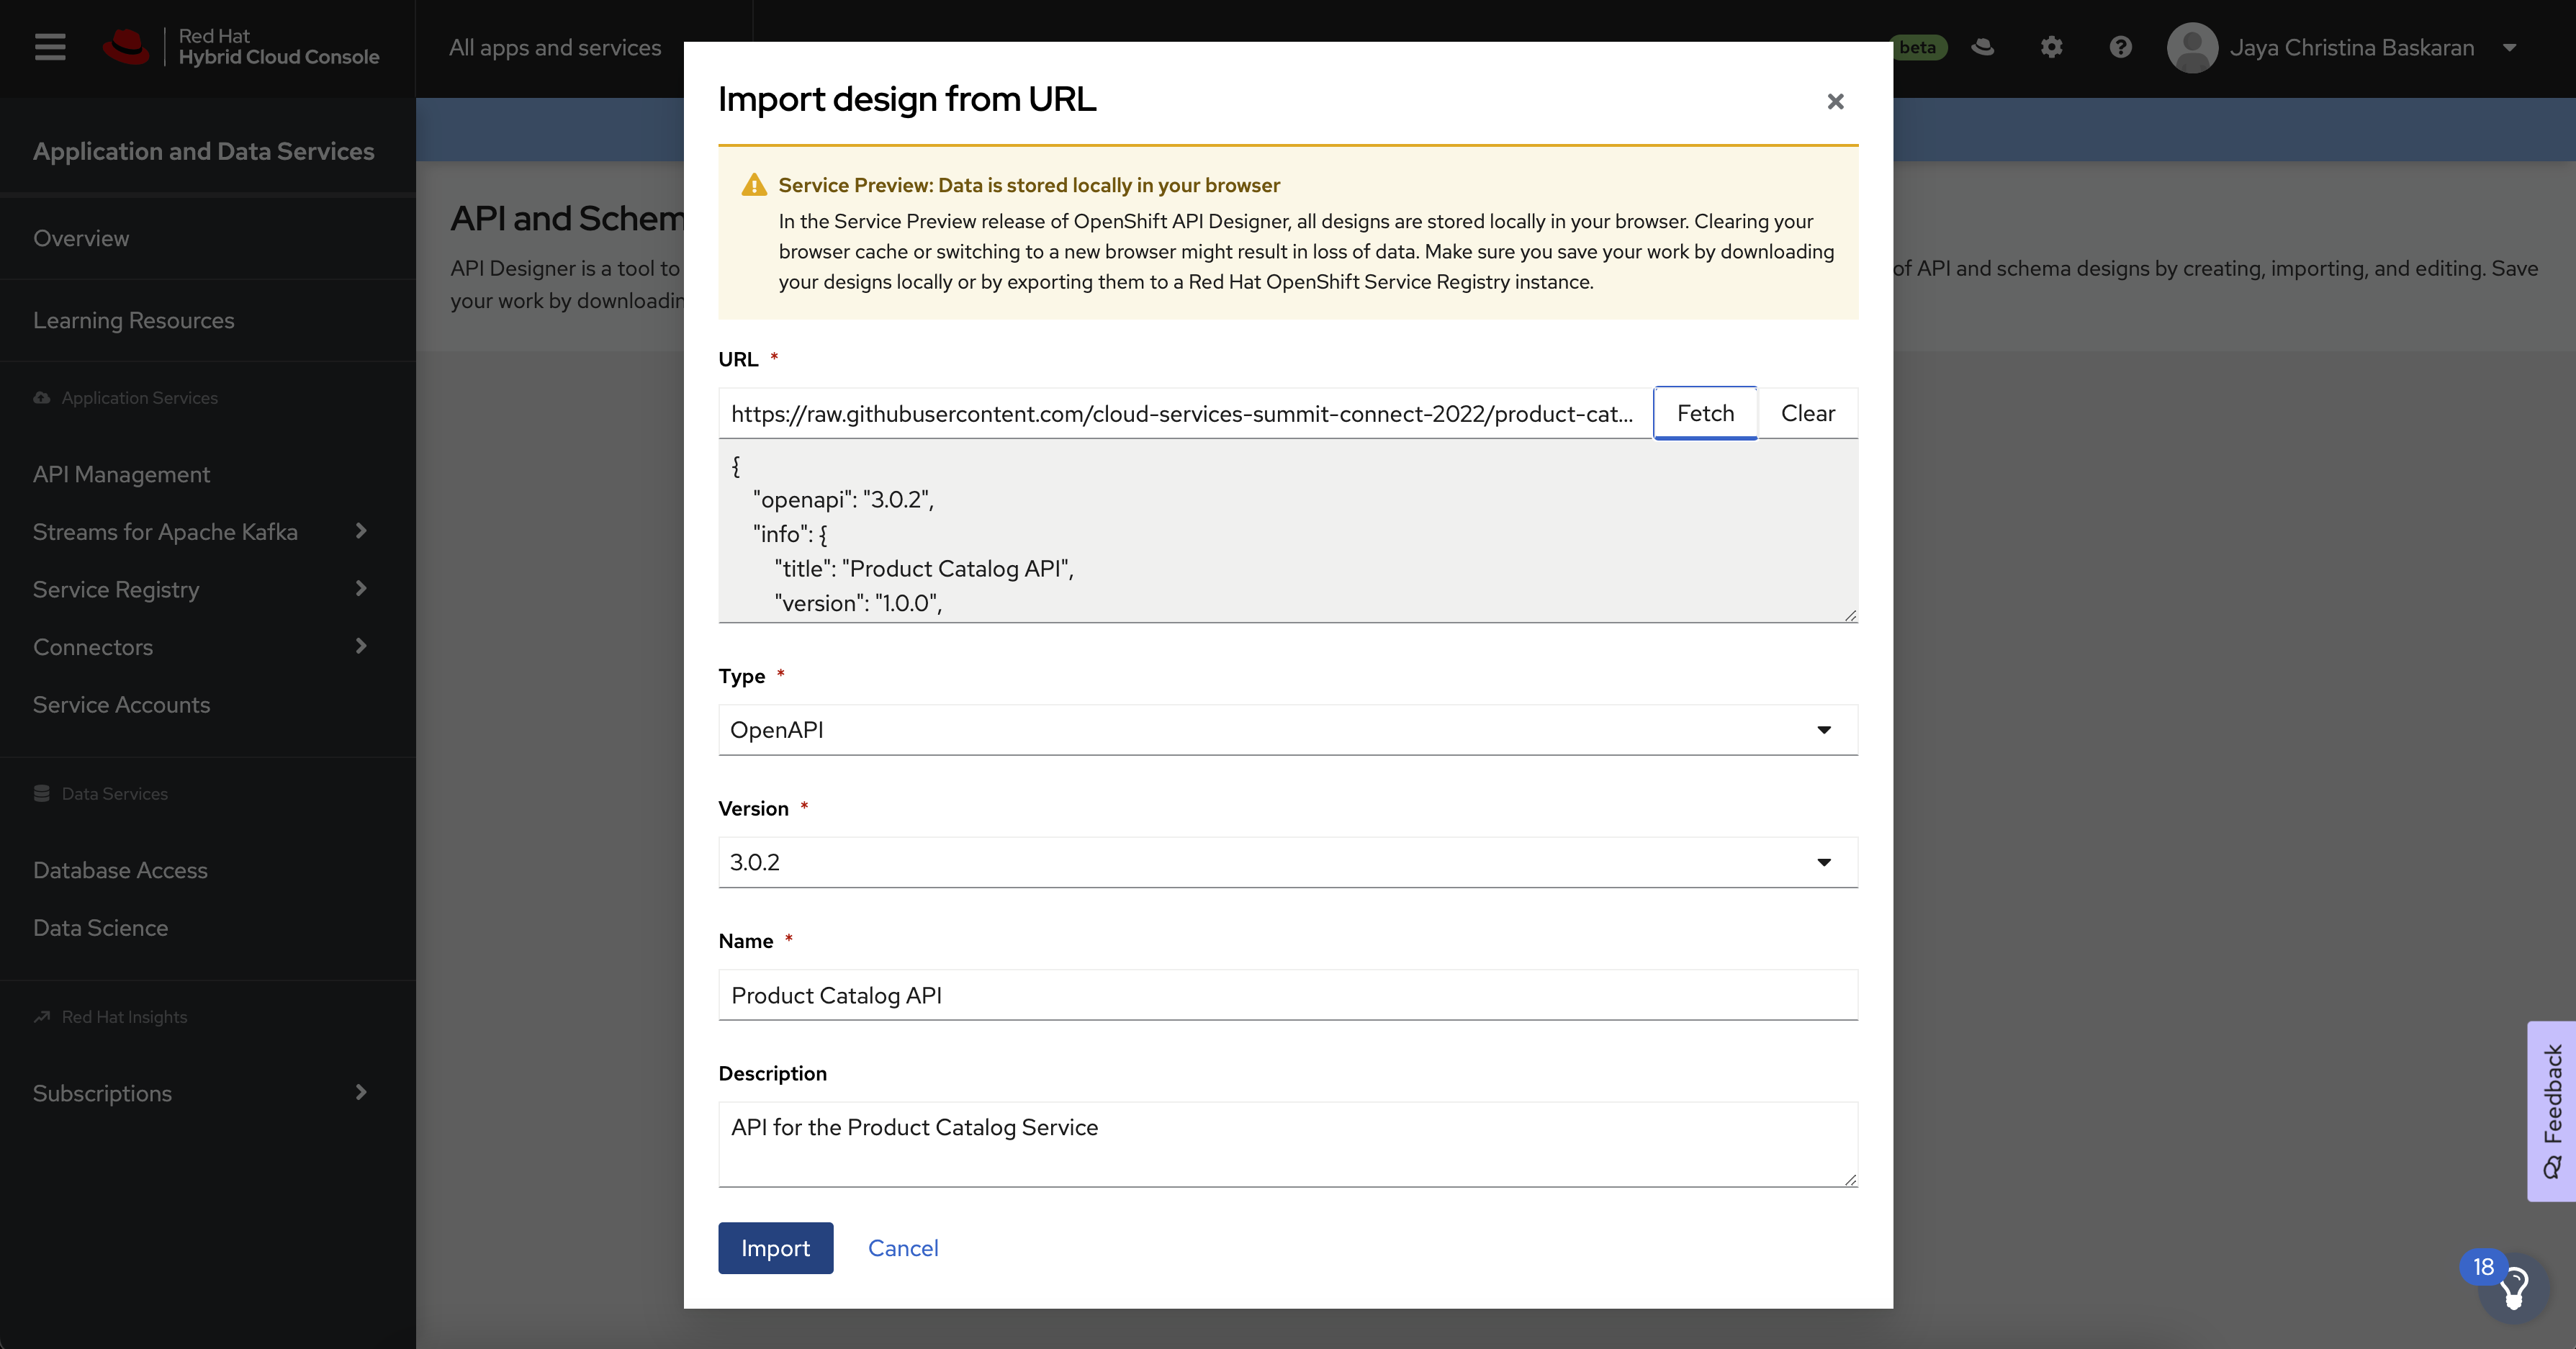 Red Hat
Hybrid Cloud Console
All apps and services
beta
Jaya Christina Baskaran
Application and Data Services
Overview
Learning Resources
Application Services
API Management
Streams for Apache Kafka
Service Registry
Connectors
Service Accounts
Data Services
Database Access
Data Science
Red Hat Insights
Subscriptions
API and Schem
API Designer is a tool to
of API and schema designs by creating, importing, and editing. Save
your work by downloadin
Import design from URL
Service Preview: Data is stored locally in your browser
In the Service Preview release of OpenShift API Designer, all designs are stored locally in your browser. Clearing your
browser cache or switching to a new browser might result in loss of data. Make sure you save your work by downloading
your designs locally or by exporting them to a Red Hat OpenShift Service Registry instance.
URL *
https://raw.githubusercontent.com/cloud-services-summit-connect-2022/product-cat...
Fetch
Clear
{
"openapi": "3.0.2",
"info": {
"title": "Product Catalog API",
"version": "1.0.0",
Type *
OpenAPI
Version *
3.0.2
Name *
Product Catalog API
Description
API for the Product Catalog Service
Import
Cancel
Feedback
18